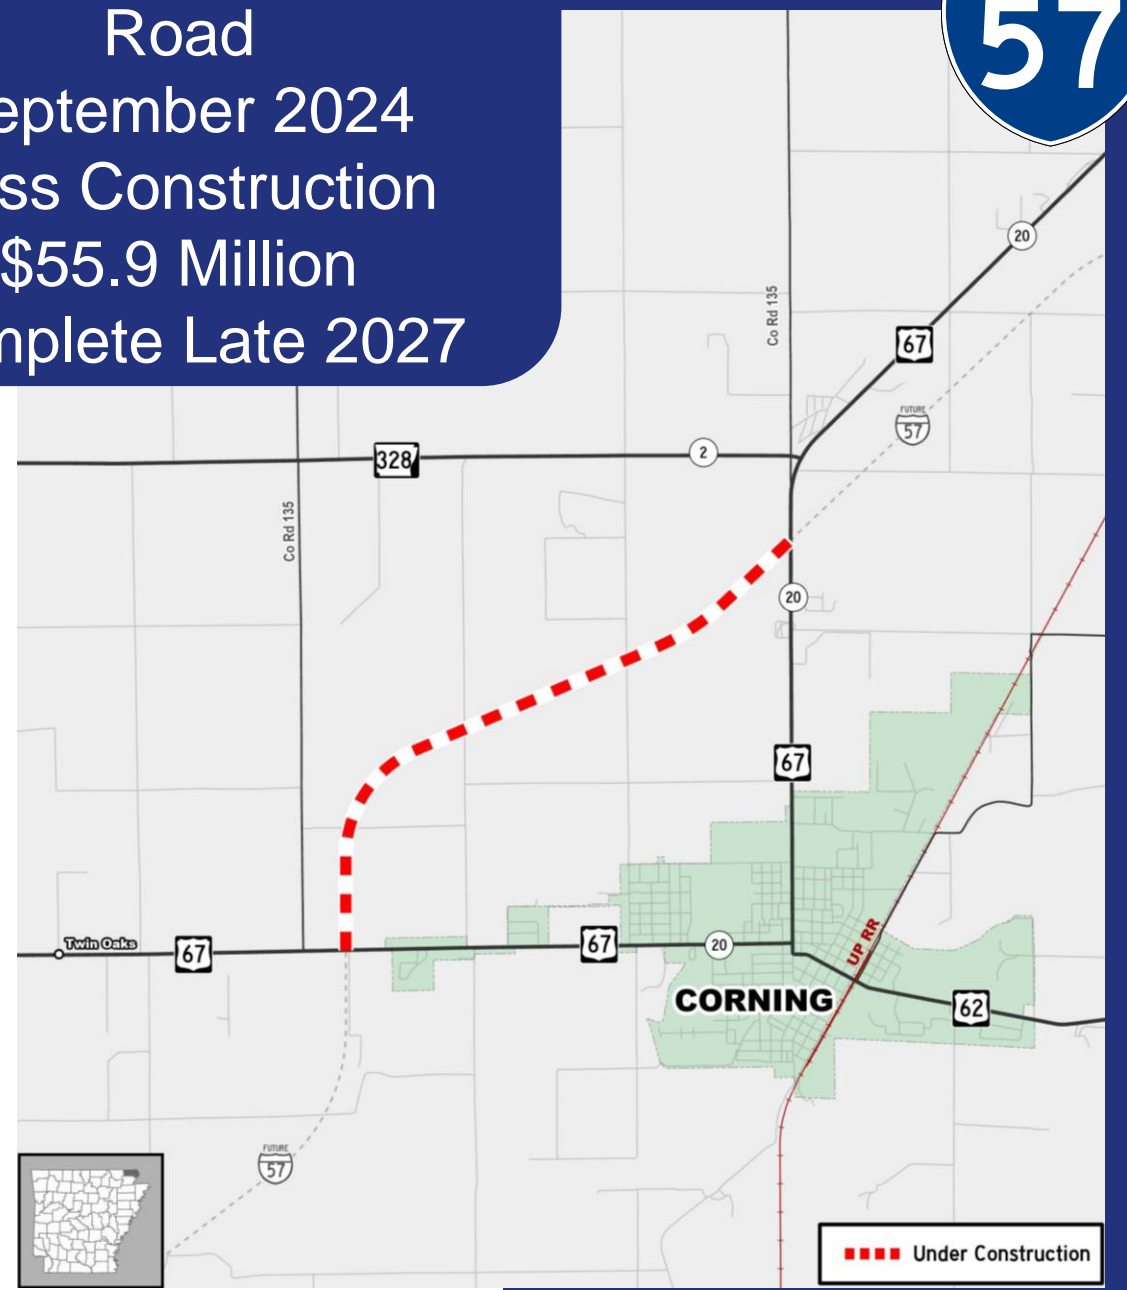 Road
eptember 2024
ss Construction
$55.9 Million
mplete Late 2027
57
20
Co Rd 135
67
FUTURE
57
328
2
Co Rd 135
20
67
UP RR
Twin Oaks
67
67
20
CORNING
62
FUTURE
57
Under Construction